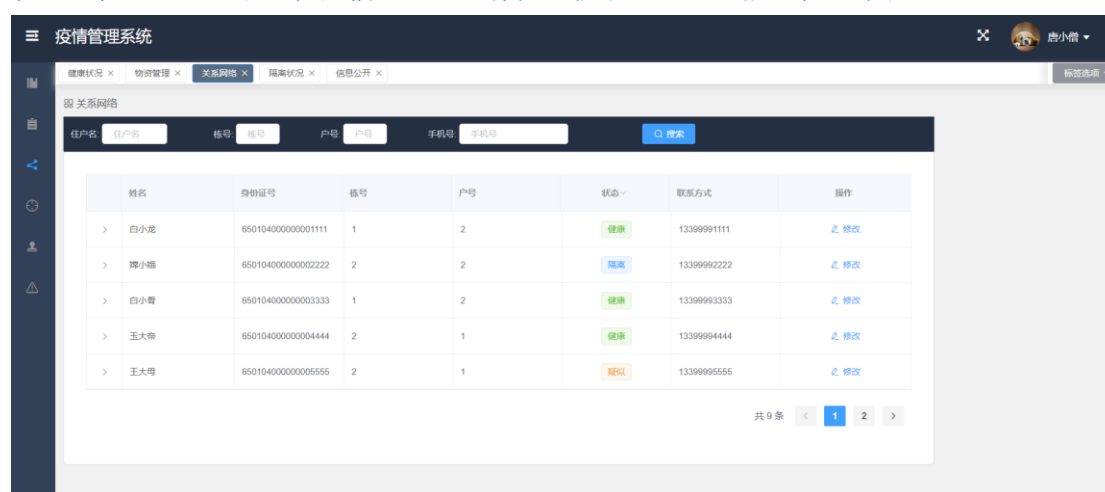 疫情管理系统 唐小僧
健康状况 × 物资管理 × 关系网络 × 隔离状况 × 信息公开 × 标签选项
关系网络
住户名: 住户名 栋号: 栋号 户号: 户号 手机号: 手机号 搜索
姓名 身份证号 栋号 户号 状态 联系方式 操作
白小龙 650104000000001111 1 2 健康 13399991111 修改
嫦小娥 650104000000002222 2 2 隔离 13399992222 修改
白小骨 650104000000003333 1 2 健康 13399993333 修改
玉大帝 650104000000004444 2 1 健康 13399994444 修改
王大母 650104000000005555 2 1 疑似 13399995555 修改
共 9 条 < 1 2 >